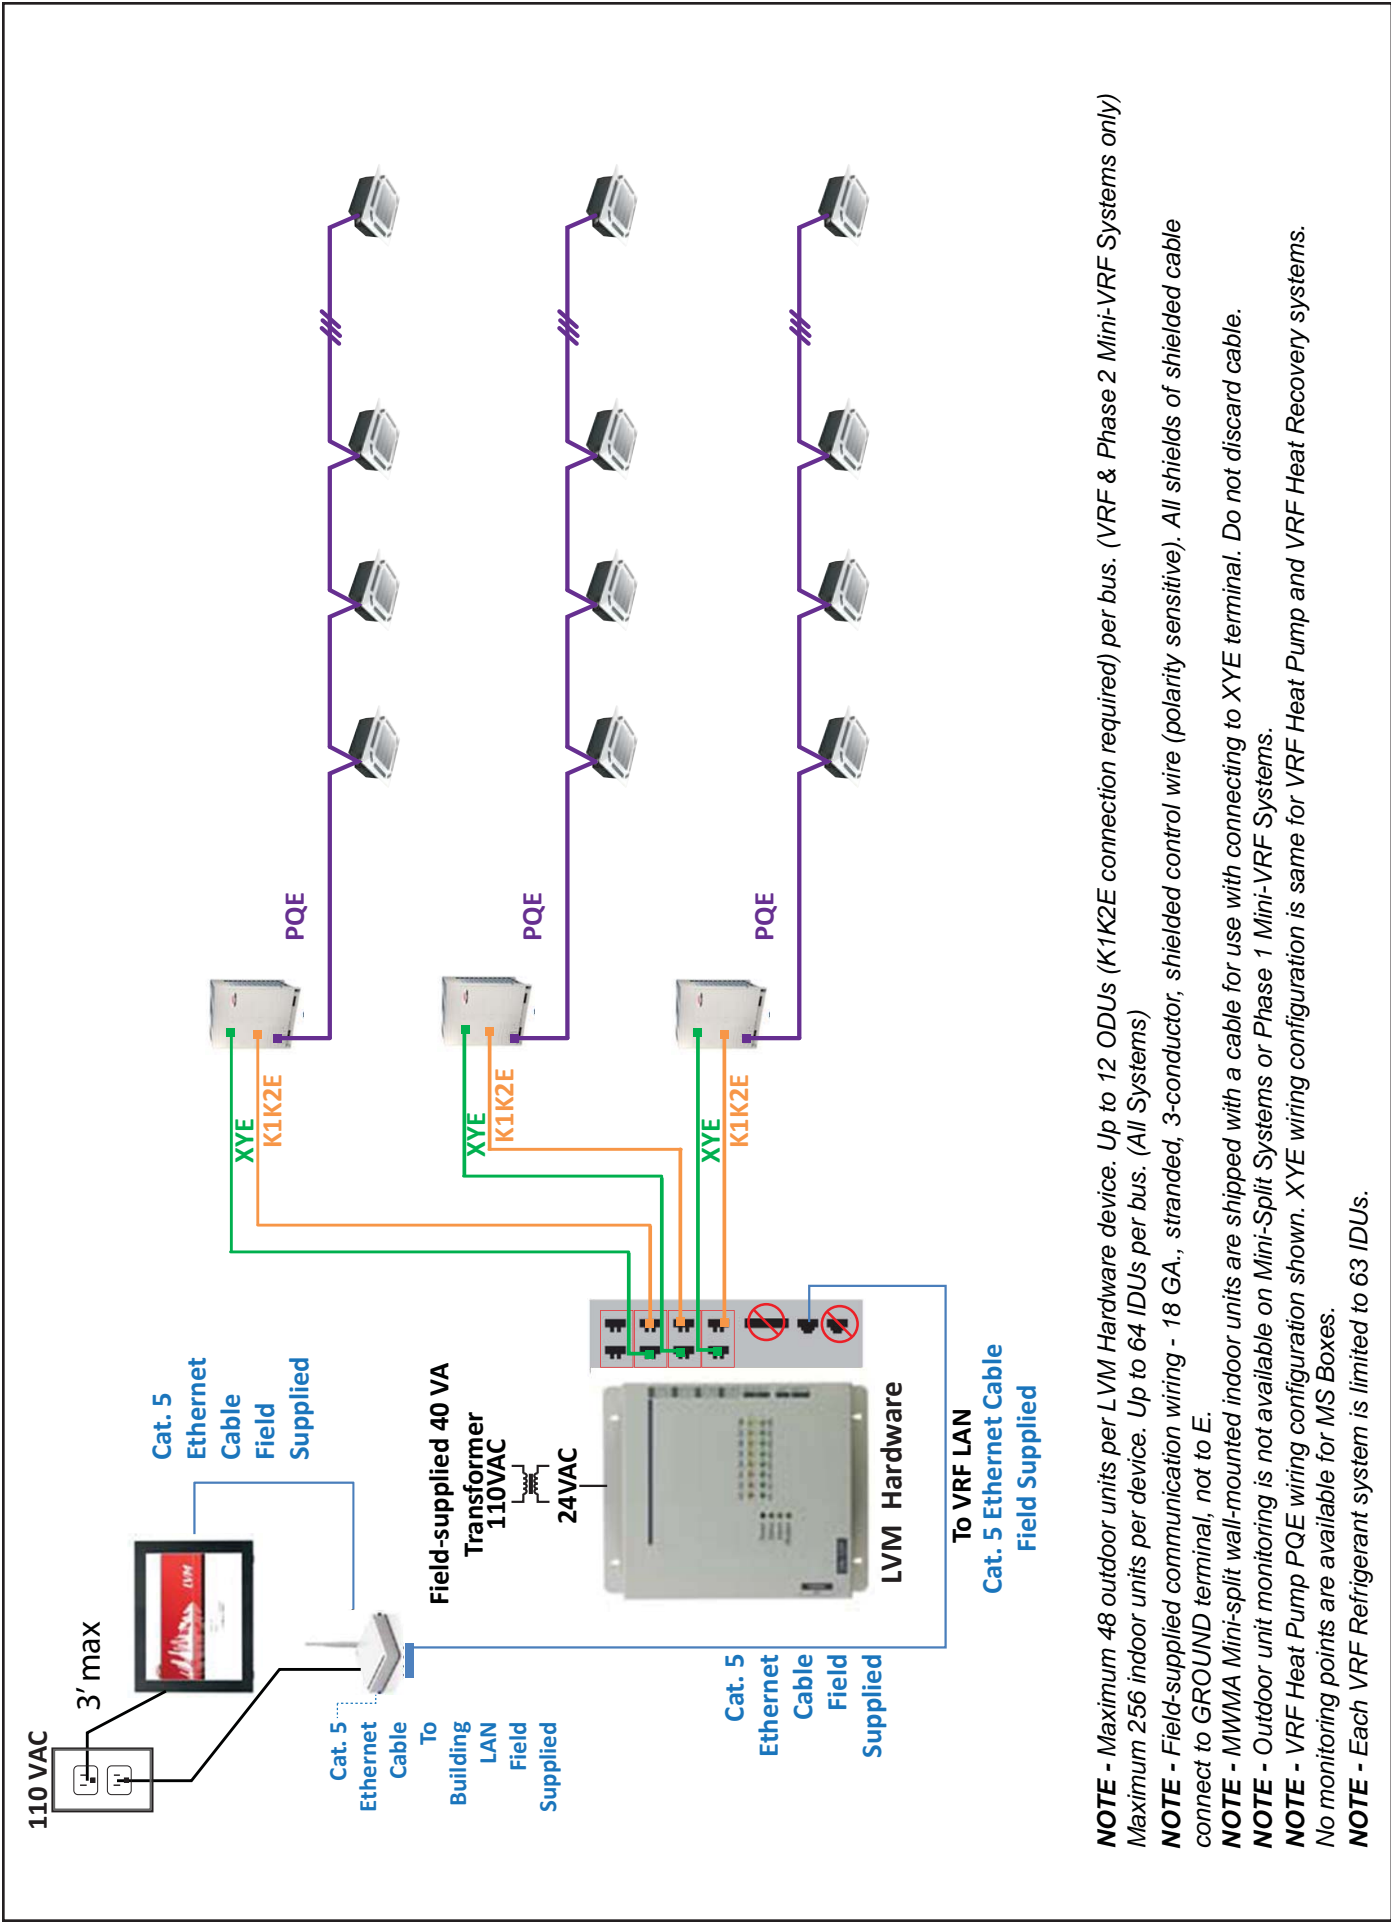 110 VAC
3’ max
LVM
Cat. 5
Ethernet
Cable
Field
Supplied
Cat. 5
Ethernet
Cable
To
Building
LAN
Field
Supplied
Field-supplied 40 VA
Transformer
110VAC
24VAC
LVM Hardware
Cat. 5
Ethernet
Cable
Field
Supplied
To VRF LAN
Cat. 5 Ethernet Cable
Field Supplied
XYE
K1K2E
PQE
XYE
K1K2E
PQE
XYE
K1K2E
PQE
NOTE - Maximum 48 outdoor units per LVM Hardware device. Up to 12 ODUs (K1K2E connection required) per bus. (VRF & Phase 2 Mini-VRF Systems only)
Maximum 256 indoor units per device. Up to 64 IDUs per bus. (All Systems)
NOTE - Field-supplied communication wiring - 18 GA., stranded, 3-conductor, shielded control wire (polarity sensitive). All shields of shielded cable
connect to GROUND terminal, not to E.
NOTE - MWMA Mini-split wall-mounted indoor units are shipped with a cable for use with connecting to XYE terminal. Do not discard cable.
NOTE - Outdoor unit monitoring is not available on Mini-Split Systems or Phase 1 Mini-VRF Systems.
NOTE - VRF Heat Pump PQE wiring configuration shown. XYE wiring configuration is same for VRF Heat Pump and VRF Heat Recovery systems.
No monitoring points are available for MS Boxes.
NOTE - Each VRF Refrigerant system is limited to 63 IDUs.